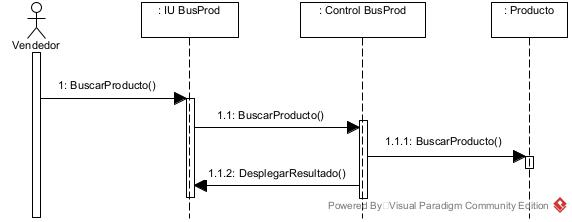 : IU BusProd
: Control BusProd
: Producto
Vendedor
1: BuscarProducto()
1.1: BuscarProducto()
1.1.1: BuscarProducto()
1.1.2: DesplegarResultado()
Powered By Visual Paradigm Community Edition